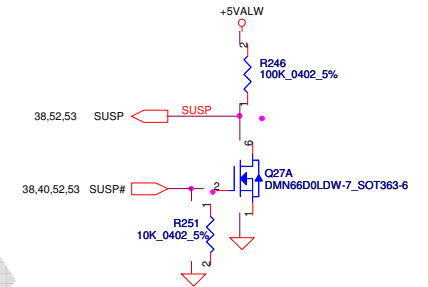 +5VALW
2
R246
100K_0402_5%
1
38,52,53 SUSP SUSP
6
Q27A
DMN66D0LDW-7_SOT363-6
38,40,52,53 SUSP# 2
1
1
R251
10K_0402_5%
2